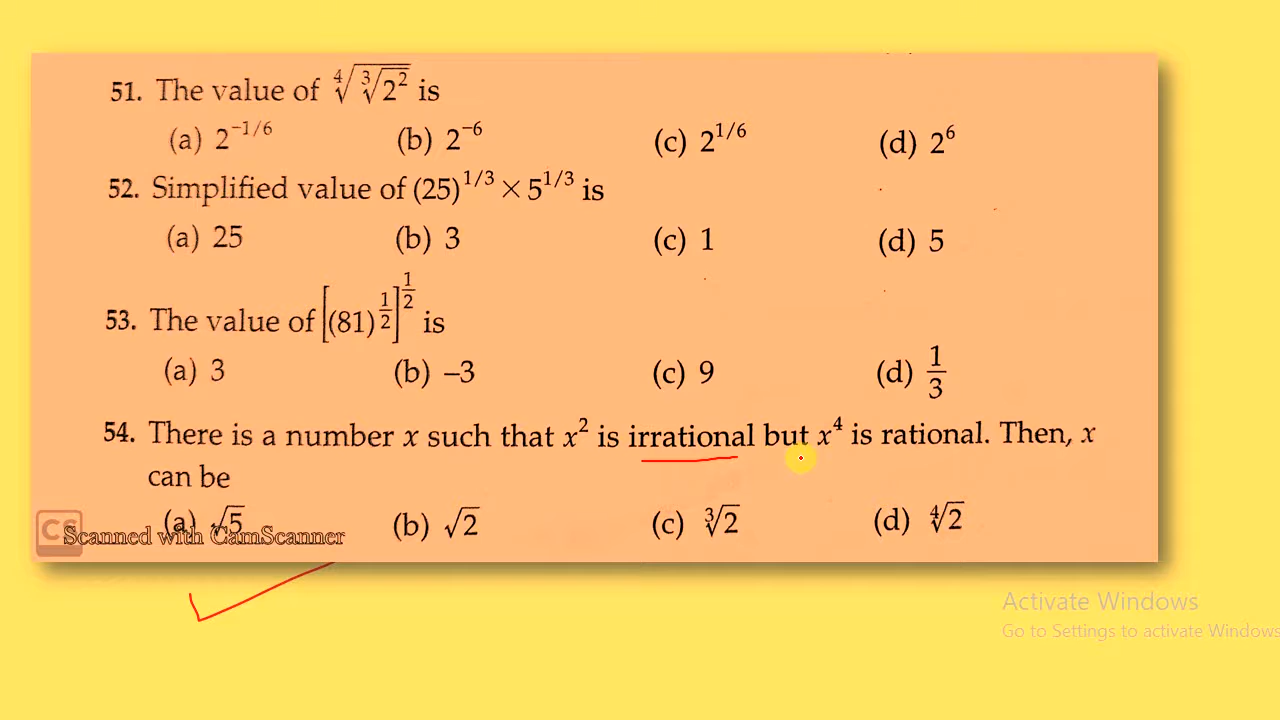 51. The value of ∜(∛(2²)) is
(a) 2^(-1/6) (b) 2^(-6) (c) 2^(1/6) (d) 2^6
52. Simplified value of (25)^(1/3) × 5^(1/3) is
(a) 25 (b) 3 (c) 1 (d) 5
53. The value of [(81)^(1/2)]^(1/2) is
(a) 3 (b) –3 (c) 9 (d) 1/3
54. There is a number x such that x² is irrational but x⁴ is rational. Then, x
can be
(a) √5 (b) √2 (c) ∛2 (d) ∜2
CS Scanned with CamScanner
Activate Windows
Go to Settings to activate Windows